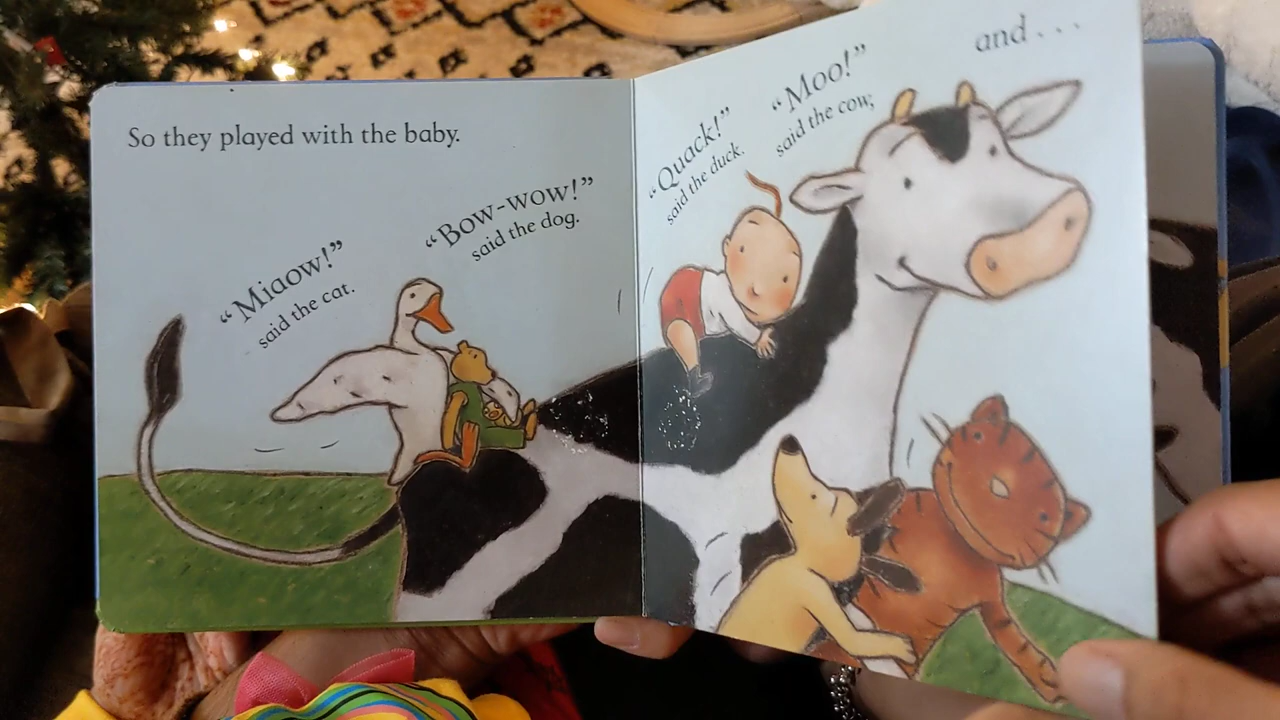 So they played with the baby.
“Miaow!”
said the cat.
“Bow-wow!”
said the dog.
“Quack!”
said the duck.
“Moo!”
said the cow,
and . . .